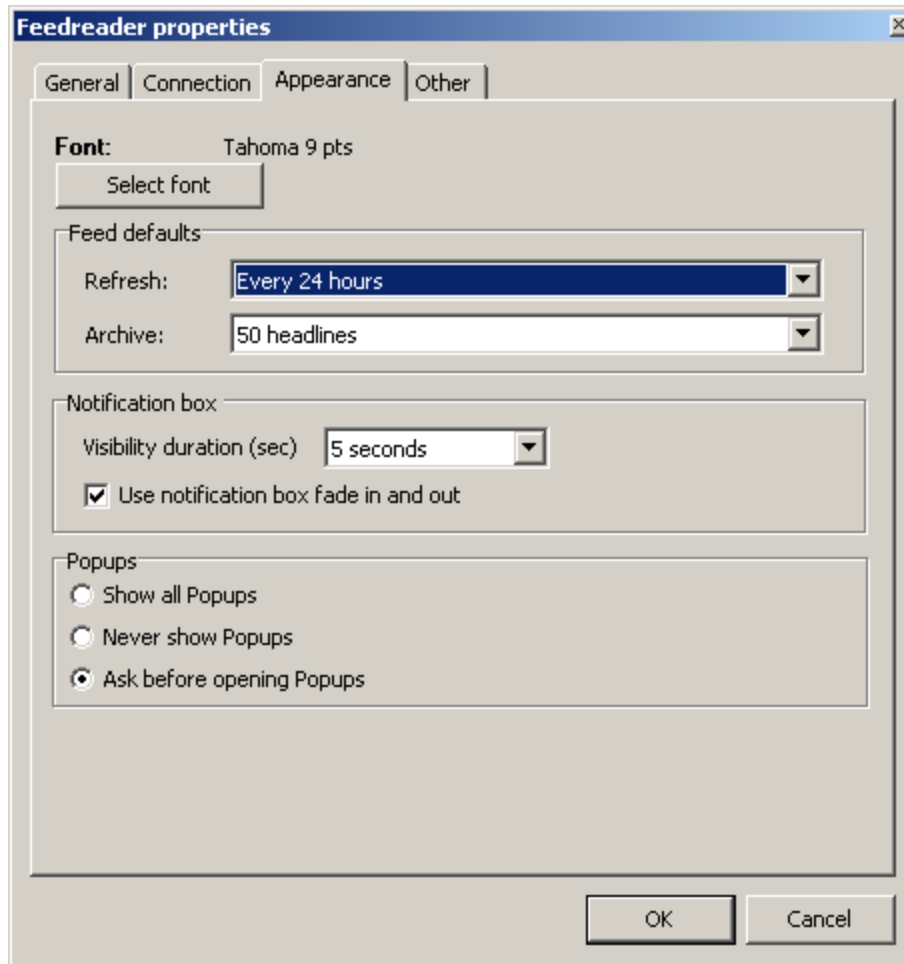 Feedreader properties
General Connection Appearance Other
Font: Tahoma 9 pts
Select font
Feed defaults
Refresh: Every 24 hours
Archive: 50 headlines
Notification box
Visibility duration (sec) 5 seconds
Use notification box fade in and out
Popups
Show all Popups
Never show Popups
Ask before opening Popups
OK Cancel